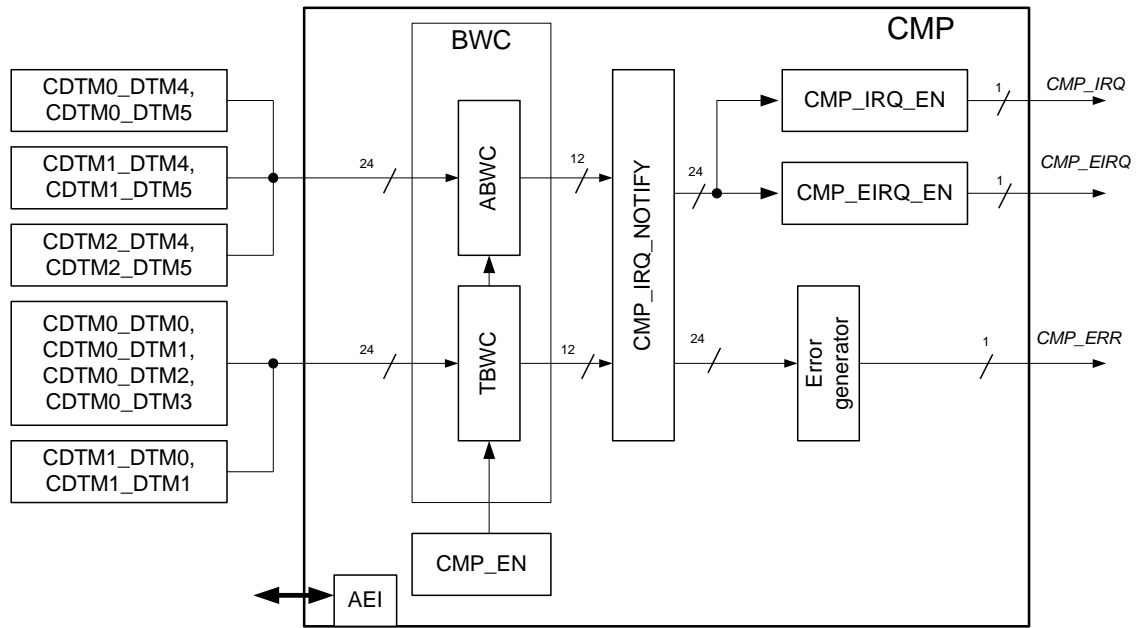 CMP
BWC
CDTM0_DTM4,
CDTM0_DTM5
CDTM1_DTM4,
CDTM1_DTM5
CDTM2_DTM4,
CDTM2_DTM5
CDTM0_DTM0,
CDTM0_DTM1,
CDTM0_DTM2,
CDTM0_DTM3
CDTM1_DTM0,
CDTM1_DTM1
24
24
ABWC
TBWC
CMP_EN
AEI
12
12
CMP_IRQ_NOTIFY
24
24
CMP_IRQ_EN
CMP_EIRQ_EN
Error
generator
1
CMP_IRQ
1
CMP_EIRQ
1
CMP_ERR